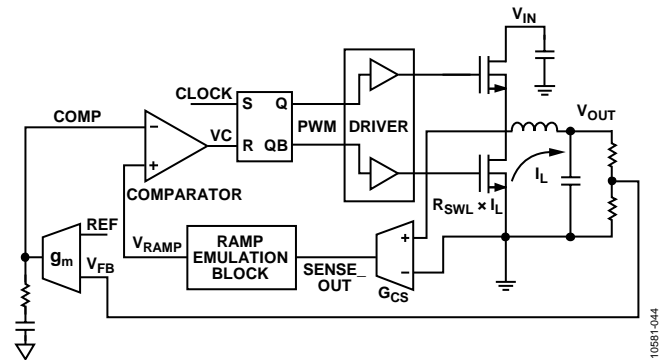 V_IN
CLOCK
S
Q
COMP
−
VC
R
QB
PWM
DRIVER
V_OUT
+
COMPARATOR
I_L
R_SWL × I_L
REF
g_m
V_FB
V_RAMP
RAMP
EMULATION
BLOCK
SENSE_
OUT
+
−
G_CS
10581-044